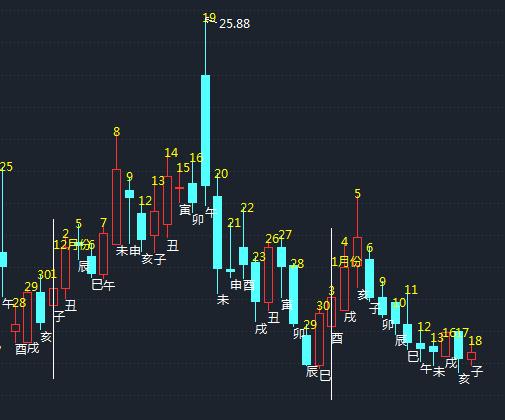 19
25.88
8
14
16
15
20
25
9
13
7
12
5
寅
22
卯
午
2
21
26
27
5
12月份
6
未
申
亥
子
丑
4
辰
23
28
6
1月份
巳
午
29
30
1
申
酉
9
亥
未
寅
3
11
午
28
丑
30
子
卯
10
子
戌
29
戌
12
卯
亥
酉
辰
13
16
17
18
酉
戌
巳
戌
辰
巳
午
未
子
亥